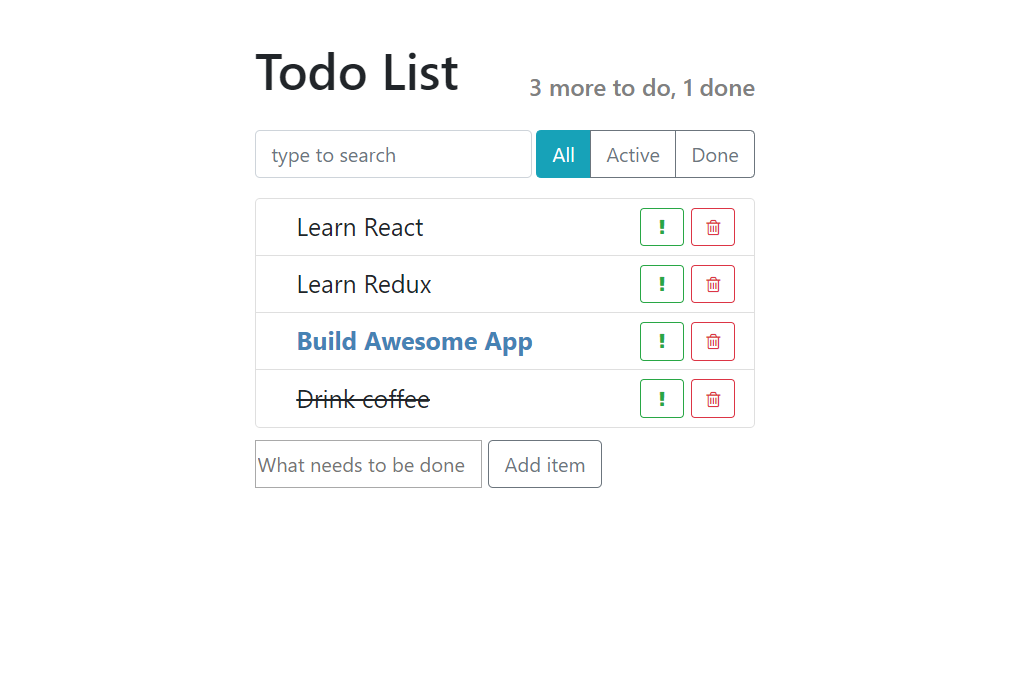 Todo List
3 more to do, 1 done
type to search
All Active Done
Learn React
Learn Redux
Build Awesome App
Drink coffee
What needs to be done Add item